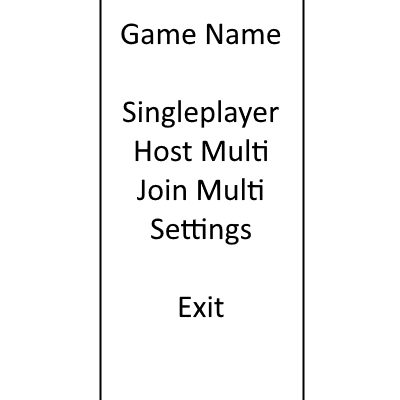 Game Name
Singleplayer
Host Multi
Join Multi
Settings
Exit